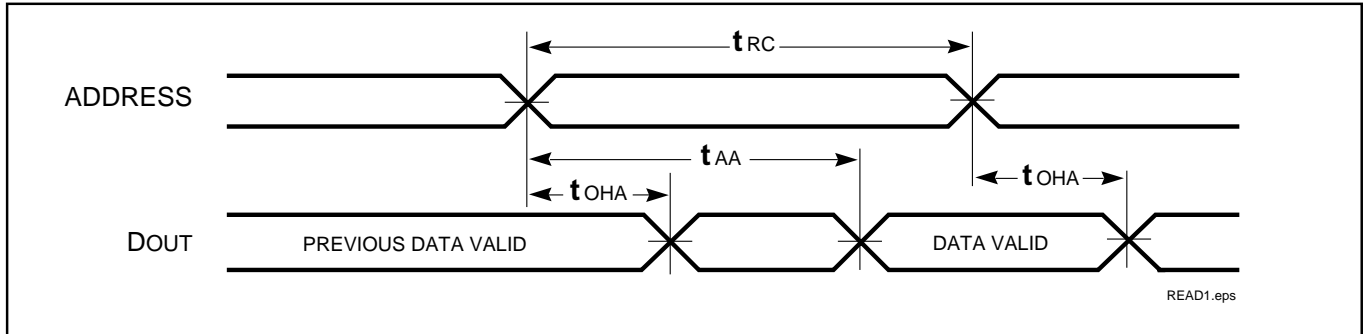 tRC
ADDRESS
tAA
tOHA
tOHA
DOUT
PREVIOUS DATA VALID
DATA VALID
READ1.eps